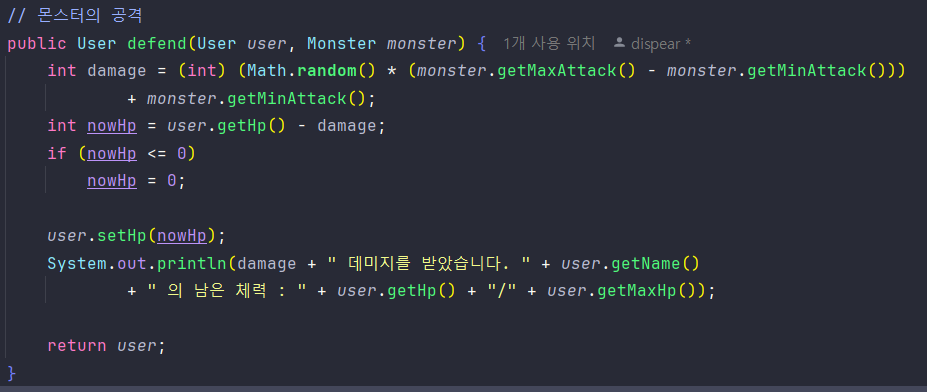 // 몬스터의 공격
public User defend(User user, Monster monster) { 1개 사용 위치 dispear *
int damage = (int) (Math.random() * (monster.getMaxAttack() - monster.getMinAttack()))
+ monster.getMinAttack();
int nowHp = user.getHp() - damage;
if (nowHp <= 0)
nowHp = 0;
user.setHp(nowHp);
System.out.println(damage + " 데미지를 받았습니다. " + user.getName()
+ " 의 남은 체력 : " + user.getHp() + "/" + user.getMaxHp());
return user;
}